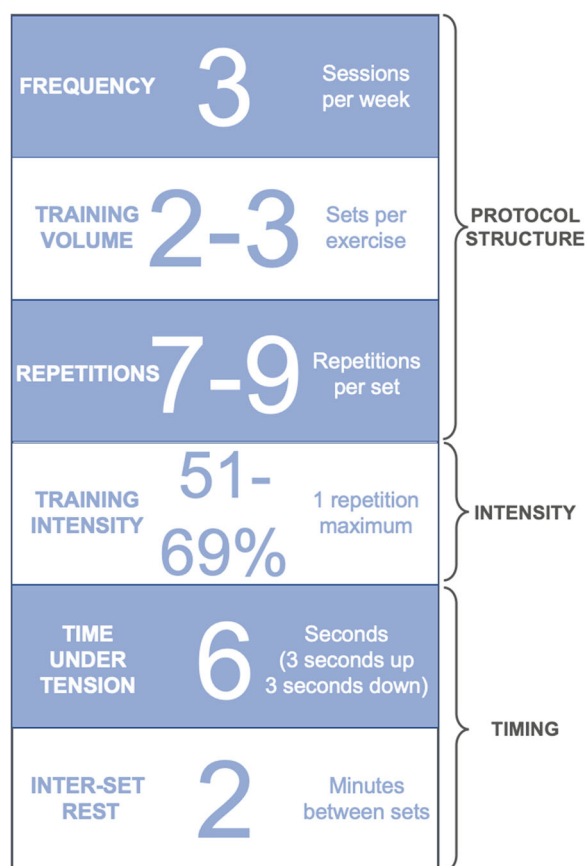 FREQUENCY
3
Sessions
per week
TRAINING
VOLUME
2-3
Sets per
exercise
REPETITIONS
7-9
Repetitions
per set
PROTOCOL
STRUCTURE
TRAINING
INTENSITY
51-
69%
1 repetition
maximum
INTENSITY
TIME
UNDER
TENSION
6
Seconds
(3 seconds up
3 seconds down)
INTER-SET
REST
2
Minutes
between sets
TIMING